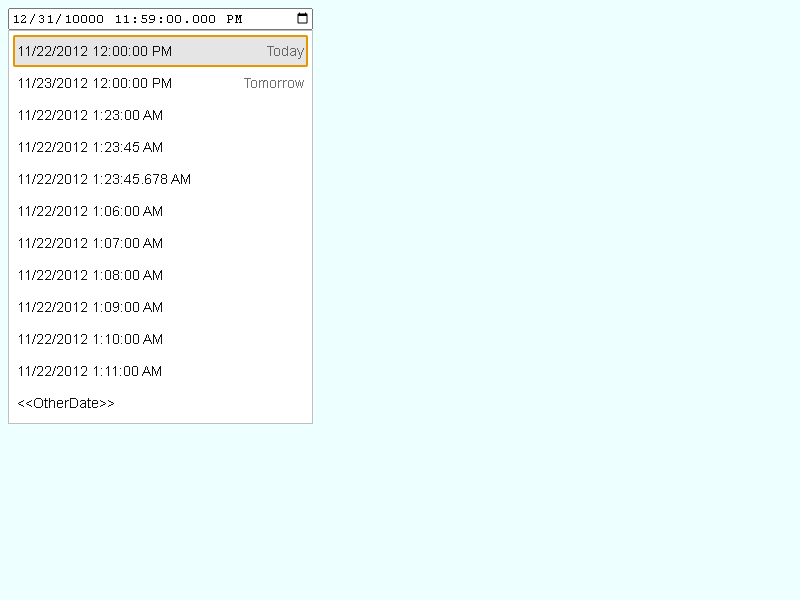 12/31/10000 11:59:00.000 PM
11/22/2012 12:00:00 PM Today
11/23/2012 12:00:00 PM Tomorrow
11/22/2012 1:23:00 AM
11/22/2012 1:23:45 AM
11/22/2012 1:23:45.678 AM
11/22/2012 1:06:00 AM
11/22/2012 1:07:00 AM
11/22/2012 1:08:00 AM
11/22/2012 1:09:00 AM
11/22/2012 1:10:00 AM
11/22/2012 1:11:00 AM
<<OtherDate>>